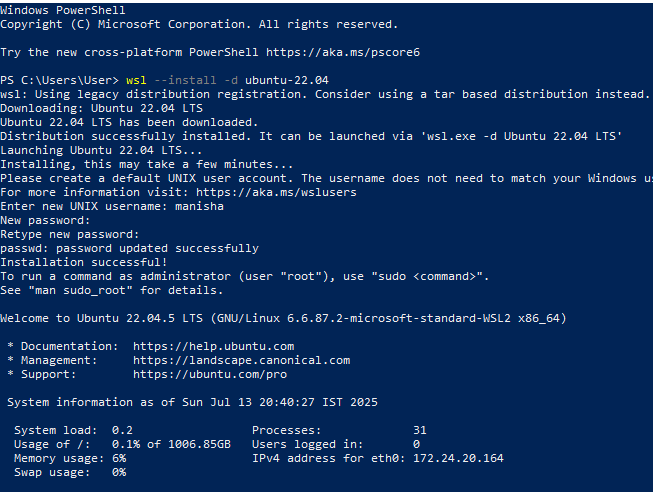 Windows PowerShell
Copyright (C) Microsoft Corporation. All rights reserved.
Try the new cross-platform PowerShell https://aka.ms/pscore6
PS C:\Users\User> wsl --install -d ubuntu-22.04
wsl: Using legacy distribution registration. Consider using a tar based distribution instead.
Downloading: Ubuntu 22.04 LTS
Ubuntu 22.04 LTS has been downloaded.
Distribution successfully installed. It can be launched via 'wsl.exe -d Ubuntu 22.04 LTS'
Launching Ubuntu 22.04 LTS...
Installing, this may take a few minutes...
Please create a default UNIX user account. The username does not need to match your Windows
For more information visit: https://aka.ms/wslusers
Enter new UNIX username: manisha
New password:
Retype new password:
passwd: password updated successfully
Installation successful!
To run a command as administrator (user "root"), use "sudo <command>".
See "man sudo_root" for details.
Welcome to Ubuntu 22.04.5 LTS (GNU/Linux 6.6.87.2-microsoft-standard-WSL2 x86_64)
* Documentation:  https://help.ubuntu.com
* Management:     https://landscape.canonical.com
* Support:        https://ubuntu.com/pro
System information as of Sun Jul 13 20:40:27 IST 2025
System load:  0.2                 Processes:             31
Usage of /:   0.1% of 1006.85GB   Users logged in:       0
Memory usage: 6%                  IPv4 address for eth0: 172.24.20.164
Swap usage:   0%